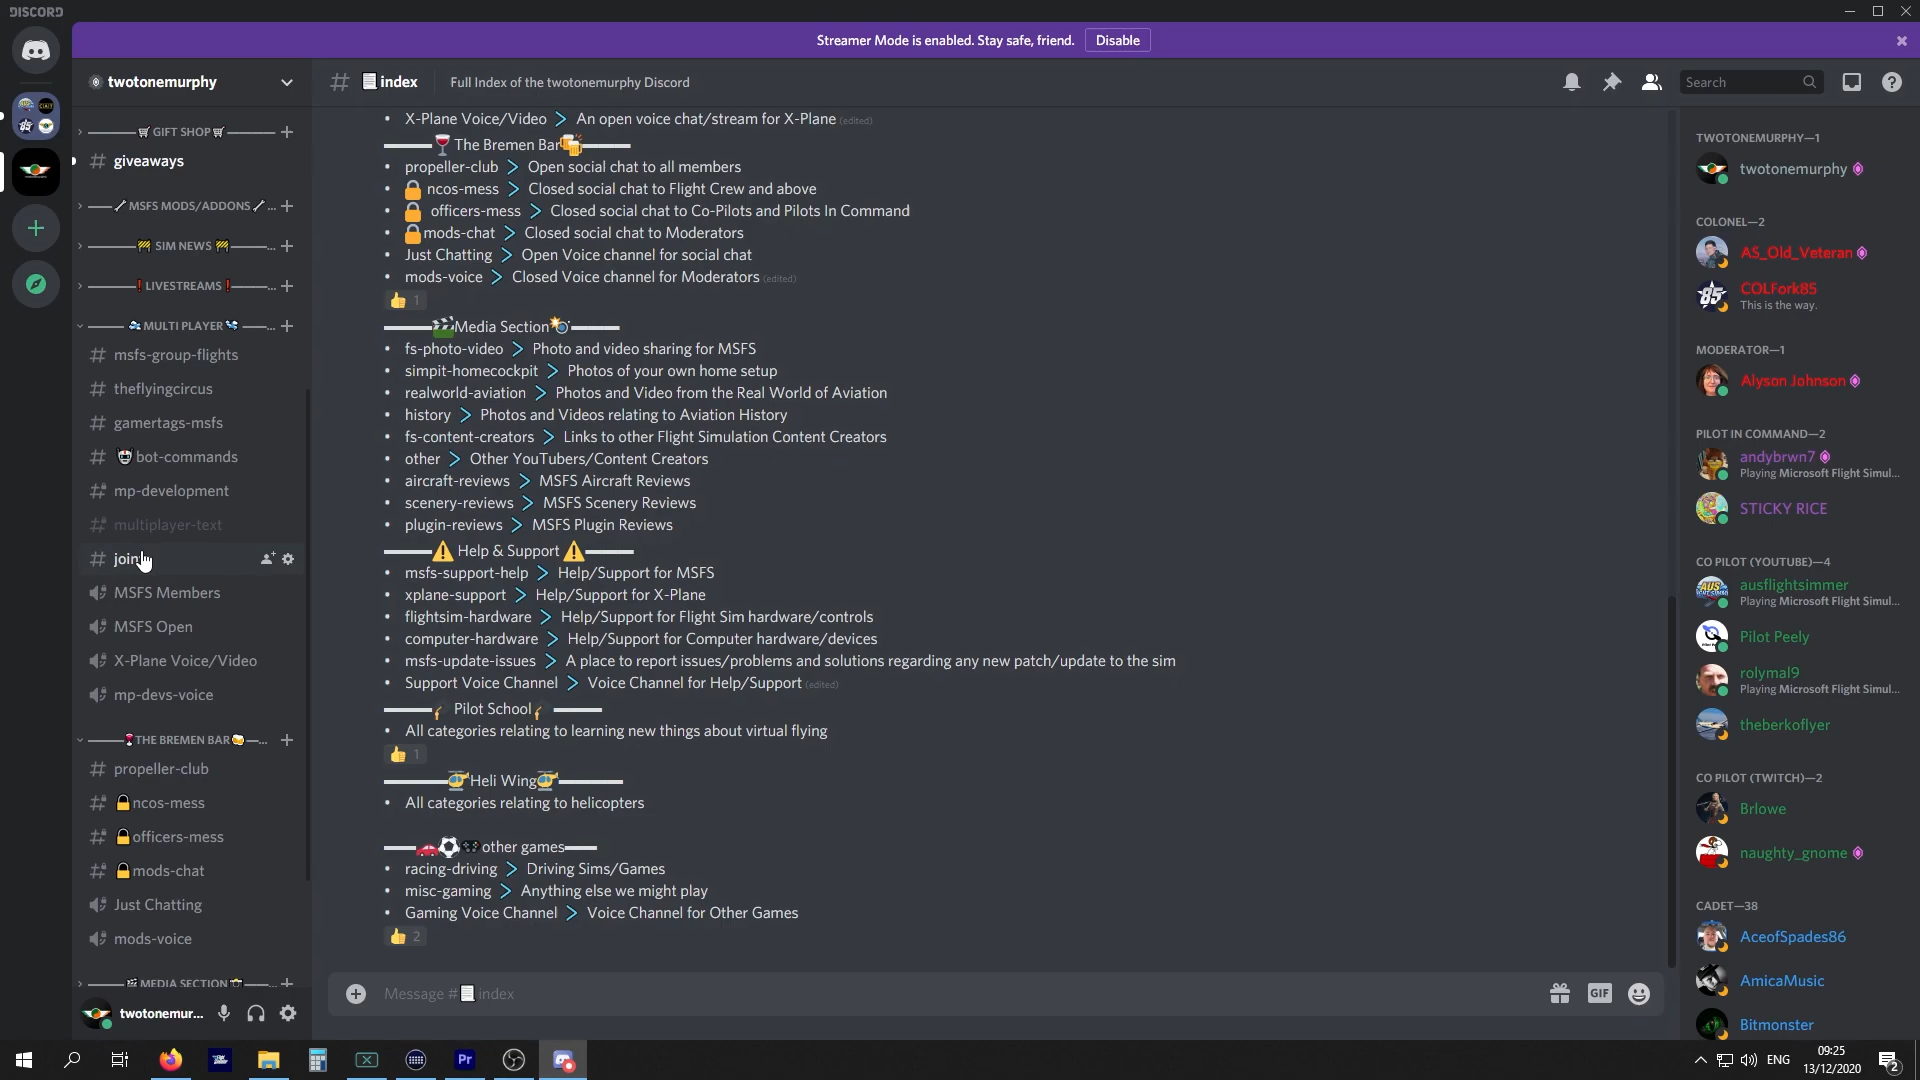 DISCORD
Streamer Mode is enabled. Stay safe, friend. Disable
twotonemurphy
GIFT SHOP
giveaways
MSFS MODS/ADDONS ...
SIM NEWS ...
LIVESTREAMS ...
MULTI PLAYER ...
msfs-group-flights
theflyingcircus
gamertags-msfs
bot-commands
mp-development
multiplayer-text
MSFS Members
MSFS Open
X-Plane Voice/Video
mp-devs-voice
THE BREMEN BAR ...
propeller-club
ncos-mess
officers-mess
mods-chat
Just Chatting
mods-voice
MEDIA SECTION ...
twotonemur...
index Full Index of the twotonemurphy Discord
Search
• X-Plane Voice/Video > An open voice chat/stream for X-Plane (edited)
The Bremen Bar
• propeller-club > Open social chat to all members
• ncos-mess > Closed social chat to Flight Crew and above
• officers-mess > Closed social chat to Co-Pilots and Pilots In Command
• mods-chat > Closed social chat to Moderators
• Just Chatting > Open Voice channel for social chat
• mods-voice > Closed Voice channel for Moderators (edited)
1
Media Section
• fs-photo-video > Photo and video sharing for MSFS
• simpit-homecockpit > Photos of your own home setup
• realworld-aviation > Photos and Video from the Real World of Aviation
• history > Photos and Videos relating to Aviation History
• fs-content-creators > Links to other Flight Simulation Content Creators
• other > Other YouTubers/Content Creators
• aircraft-reviews > MSFS Aircraft Reviews
• scenery-reviews > MSFS Scenery Reviews
• plugin-reviews > MSFS Plugin Reviews
Help & Support
• msfs-support-help > Help/Support for MSFS
• xplane-support > Help/Support for X-Plane
• flightsim-hardware > Help/Support for Flight Sim hardware/controls
• computer-hardware > Help/Support for Computer hardware/devices
• msfs-update-issues > A place to report issues/problems and solutions regarding any new patch/update to the sim
• Support Voice Channel > Voice Channel for Help/Support (edited)
Pilot School
• All categories relating to learning new things about virtual flying
1
Heli Wing
• All categories relating to helicopters
other games
• racing-driving > Driving Sims/Games
• misc-gaming > Anything else we might play
• Gaming Voice Channel > Voice Channel for Other Games
2
Message # index
GIF
TWOTONEMURPHY—1
twotonemurphy
COLONEL—2
AS_Old_Veteran
COLFork85
This is the way.
MODERATOR—1
Alyson Johnson
PILOT IN COMMAND—2
andybrwn7
Playing Microsoft Flight Simul...
STICKY RICE
CO PILOT (YOUTUBE)—4
ausflightsimmer
Playing Microsoft Flight Simul...
Pilot Peely
rolymal9
Playing Microsoft Flight Simul...
theberkoflyer
CO PILOT (TWITCH)—2
Brlowe
naughty_gnome
CADET—38
AceofSpades86
AmicaMusic
Bitmonster
Pr
ENG
09:25
13/12/2020
2